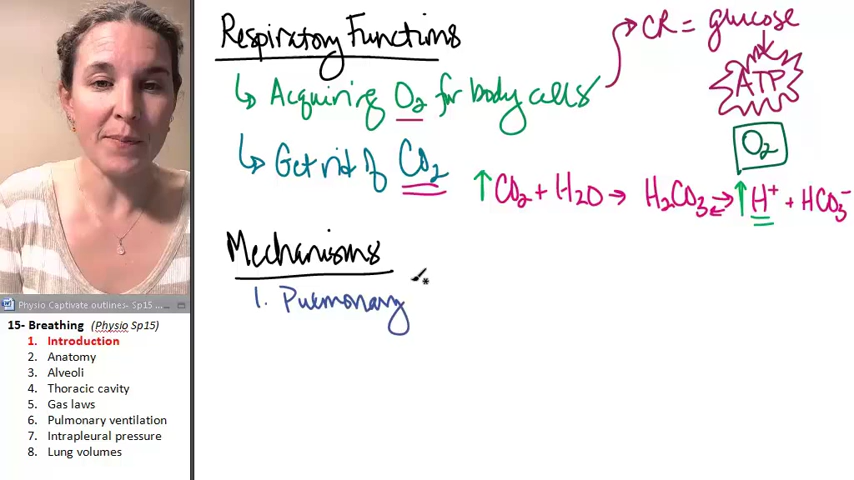 Respiratory Functions
↳ Acquiring O₂ for body cells
CR = glucose
ATP
O₂
↳ Get rid of CO₂
↑CO₂ + H₂O → H₂CO₃ ⇄ ↑H⁺ + HCO₃⁻
Mechanisms
1. Pulmonary
Physio Captivate outlines- Sp15 ...
15- Breathing (Physio Sp15)
1. Introduction
2. Anatomy
3. Alveoli
4. Thoracic cavity
5. Gas laws
6. Pulmonary ventilation
7. Intrapleural pressure
8. Lung volumes